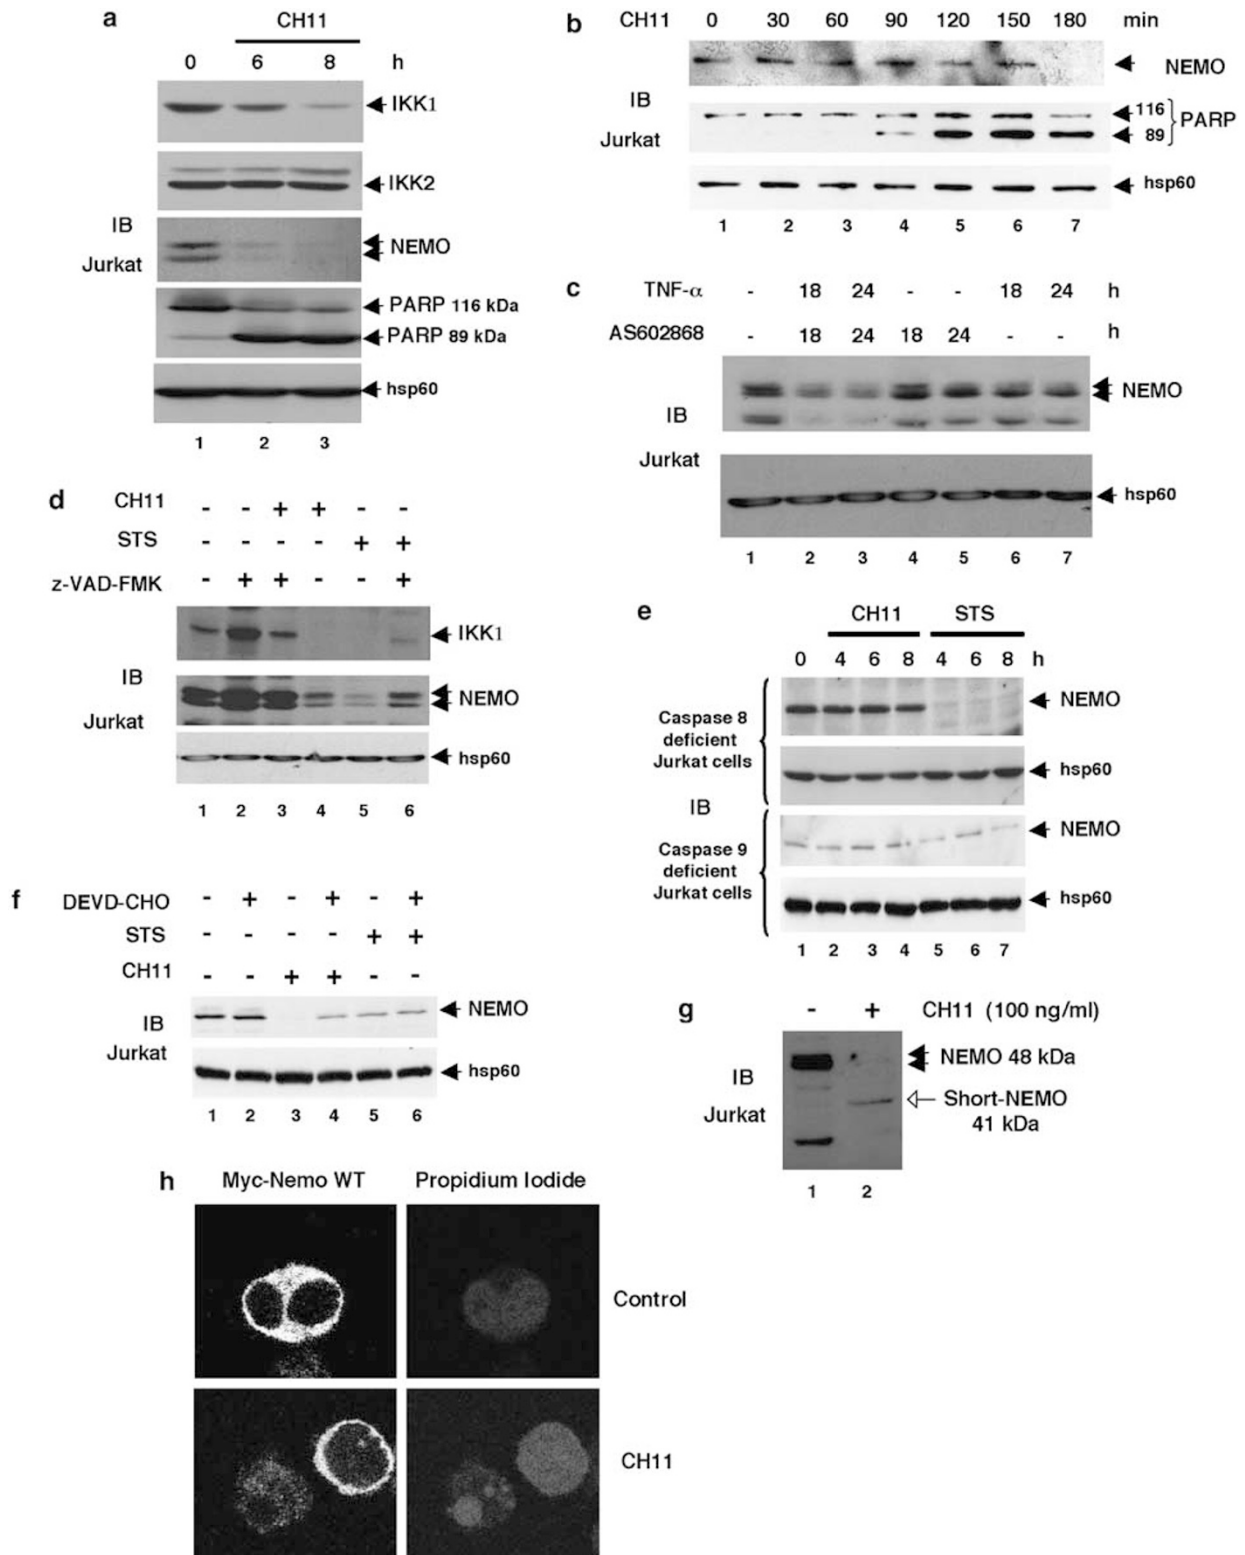 a
CH11
0 6 8 h
IKK1
IKK2
IB
Jurkat
NEMO
PARP 116 kDa
PARP 89 kDa
hsp60
1 2 3
b
CH11 0 30 60 90 120 150 180 min
NEMO
IB
Jurkat
116
89
PARP
hsp60
1 2 3 4 5 6 7
c
TNF-α - 18 24 - - 18 24 h
AS602868 - 18 24 18 24 - - h
NEMO
IB
Jurkat
hsp60
1 2 3 4 5 6 7
d
CH11 - - + + - -
STS - - - - + +
z-VAD-FMK - + + - - +
IKK1
IB
Jurkat
NEMO
hsp60
1 2 3 4 5 6
e
CH11 STS
0 4 6 8 4 6 8 h
Caspase 8
deficient
Jurkat cells
NEMO
hsp60
IB
Caspase 9
deficient
Jurkat cells
NEMO
hsp60
1 2 3 4 5 6 7
f
DEVD-CHO - + - + - +
STS - - - - + +
CH11 - - + + - -
IB
Jurkat
NEMO
hsp60
1 2 3 4 5 6
g
- + CH11 (100 ng/ml)
IB
Jurkat
NEMO 48 kDa
Short-NEMO
41 kDa
1 2
h
Myc-Nemo WT Propidium Iodide
Control
CH11